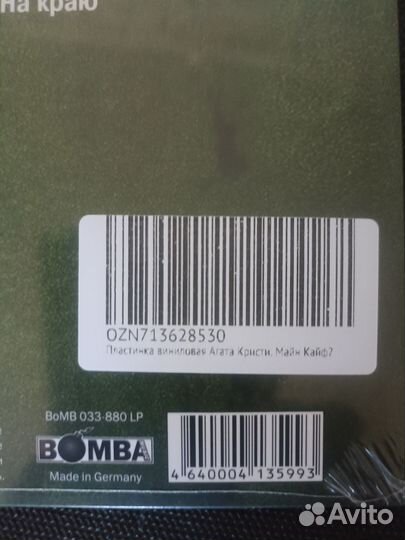 на краю
OZN713628530
Пластинка виниловая Агата Кристи. Майн Кайф?
BoMB 033-880 LP
BOMBA
Made in Germany
4 640004 135993
Avito